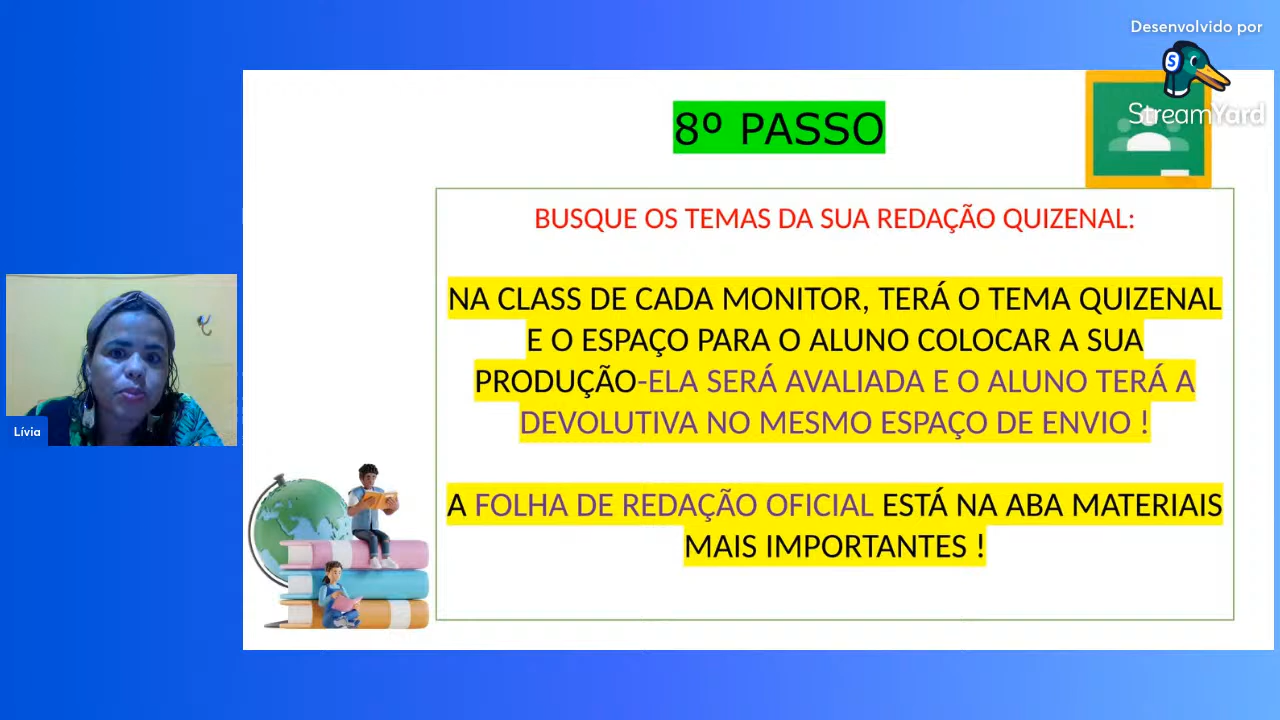 Desenvolvido por
StreamYard
8º PASSO
BUSQUE OS TEMAS DA SUA REDAÇÃO QUIZENAL:
NA CLASS DE CADA MONITOR, TERÁ O TEMA QUIZENAL
E O ESPAÇO PARA O ALUNO COLOCAR A SUA
PRODUÇÃO-ELA SERÁ AVALIADA E O ALUNO TERÁ A
DEVOLUTIVA NO MESMO ESPAÇO DE ENVIO !
A FOLHA DE REDAÇÃO OFICIAL ESTÁ NA ABA MATERIAIS
MAIS IMPORTANTES !
Lívia